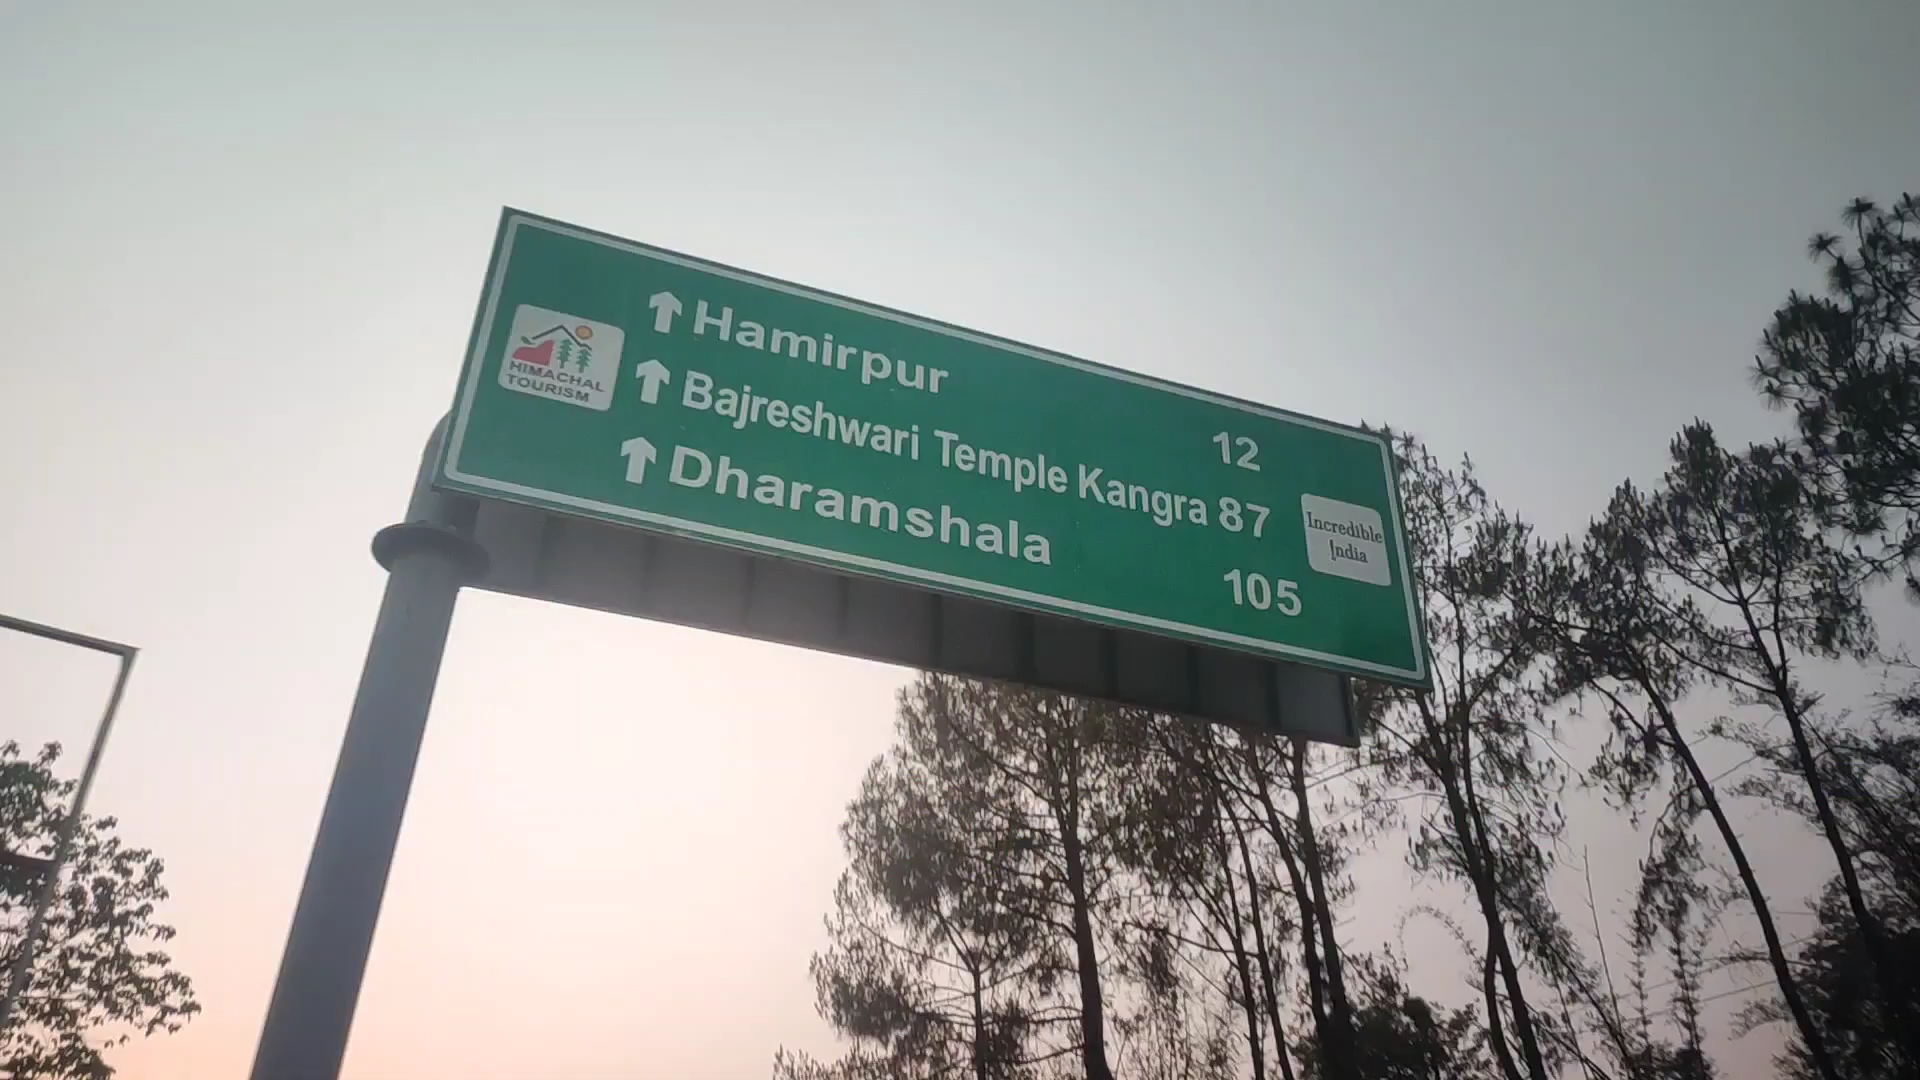 HIMACHAL
TOURISM
↑ Hamirpur 12
↑ Bajreshwari Temple Kangra 87
↑ Dharamshala 105
Incredible
India